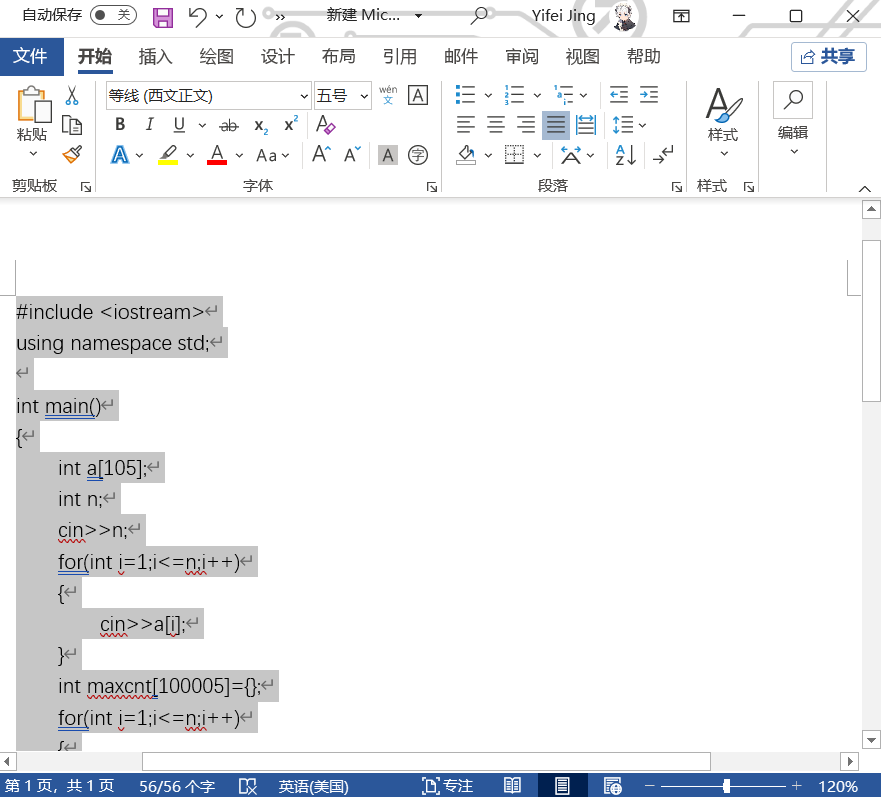 自动保存 关 新建 Mic... Yifei Jing
文件 开始 插入 绘图 设计 布局 引用 邮件 审阅 视图 帮助 共享
等线 (西文正文) 五号 wén 文 A
粘贴 样式 编辑
B I U ab x₂ x² A
A A Aa A A A 字
剪贴板 字体 段落 样式
#include <iostream>
using namespace std;
int main()
{
int a[105];
int n;
cin>>n;
for(int i=1;i<=n;i++)
{
cin>>a[i];
}
int maxcnt[100005]={};
for(int i=1;i<=n;i++)
{
第 1 页，共 1 页 56/56 个字 英语(美国) 专注 120%